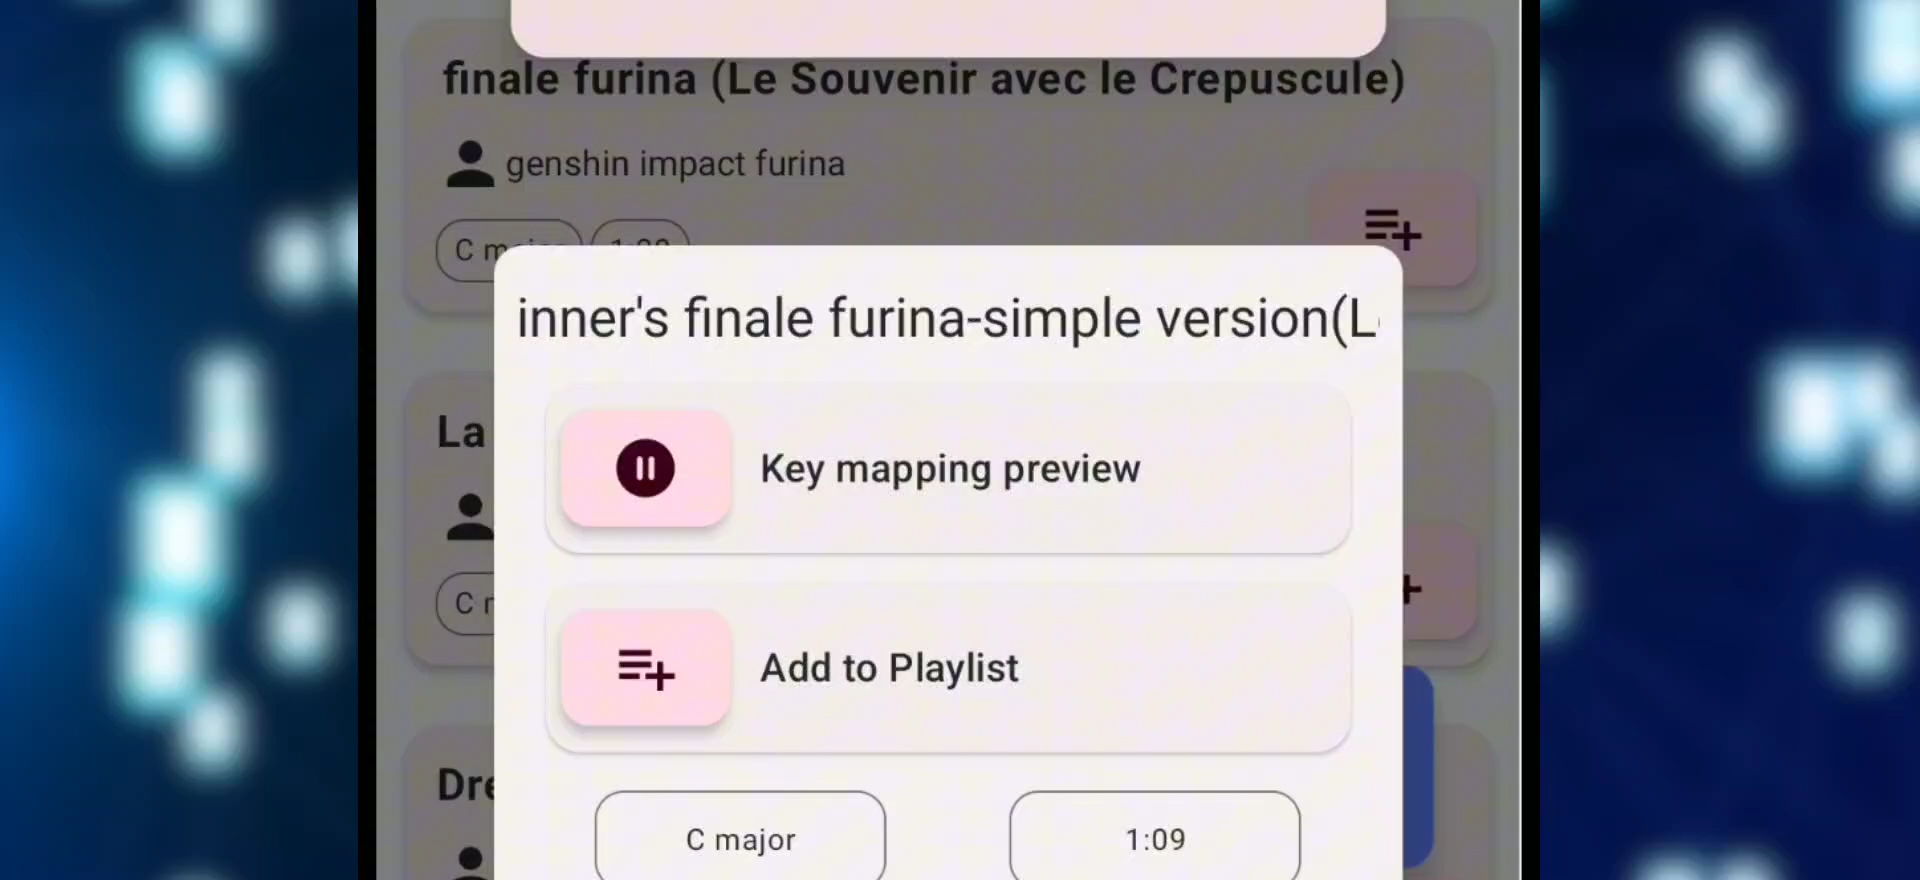 finale furina (Le Souvenir avec le Crepuscule)
genshin impact furina
C
inner's finale furina-simple version(L
La
Key mapping preview
C
Add to Playlist
Dre
C major
1:09